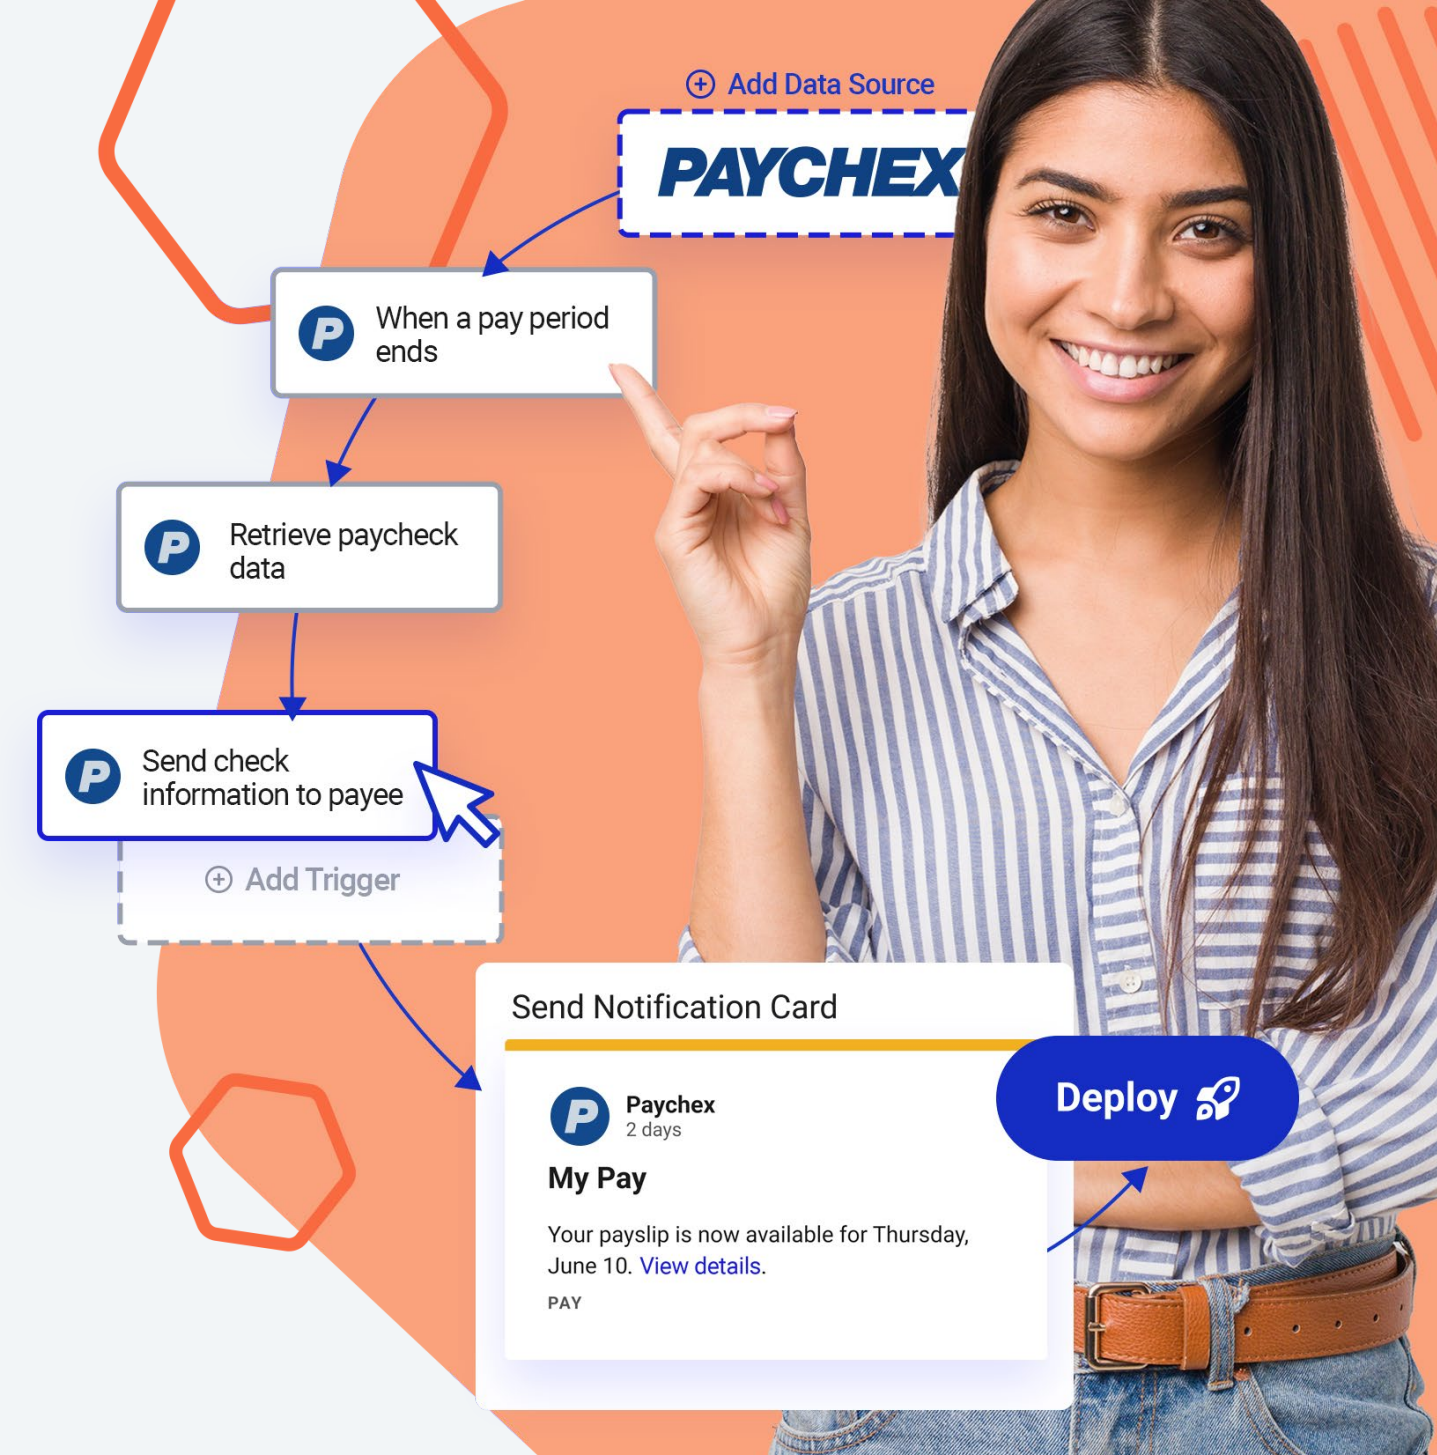 Add Data Source
PAYCHEX
When a pay period
ends
Retrieve paycheck
data
Send check
information to payee
Add Trigger
Send Notification Card
Paychex
2 days
My Pay
Your payslip is now available for Thursday,
June 10. View details.
PAY
Deploy